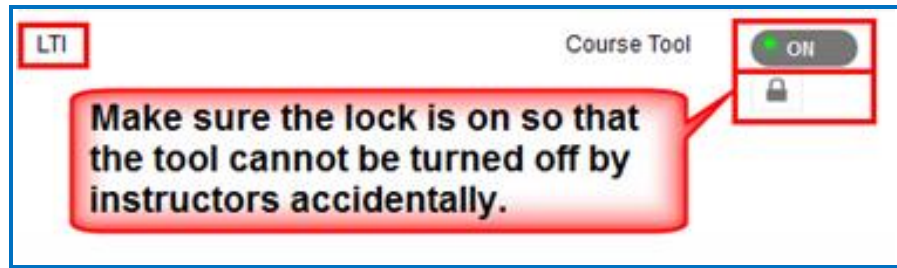 LTI Course Tool ON
Make sure the lock is on so that
the tool cannot be turned off by
instructors accidentally.